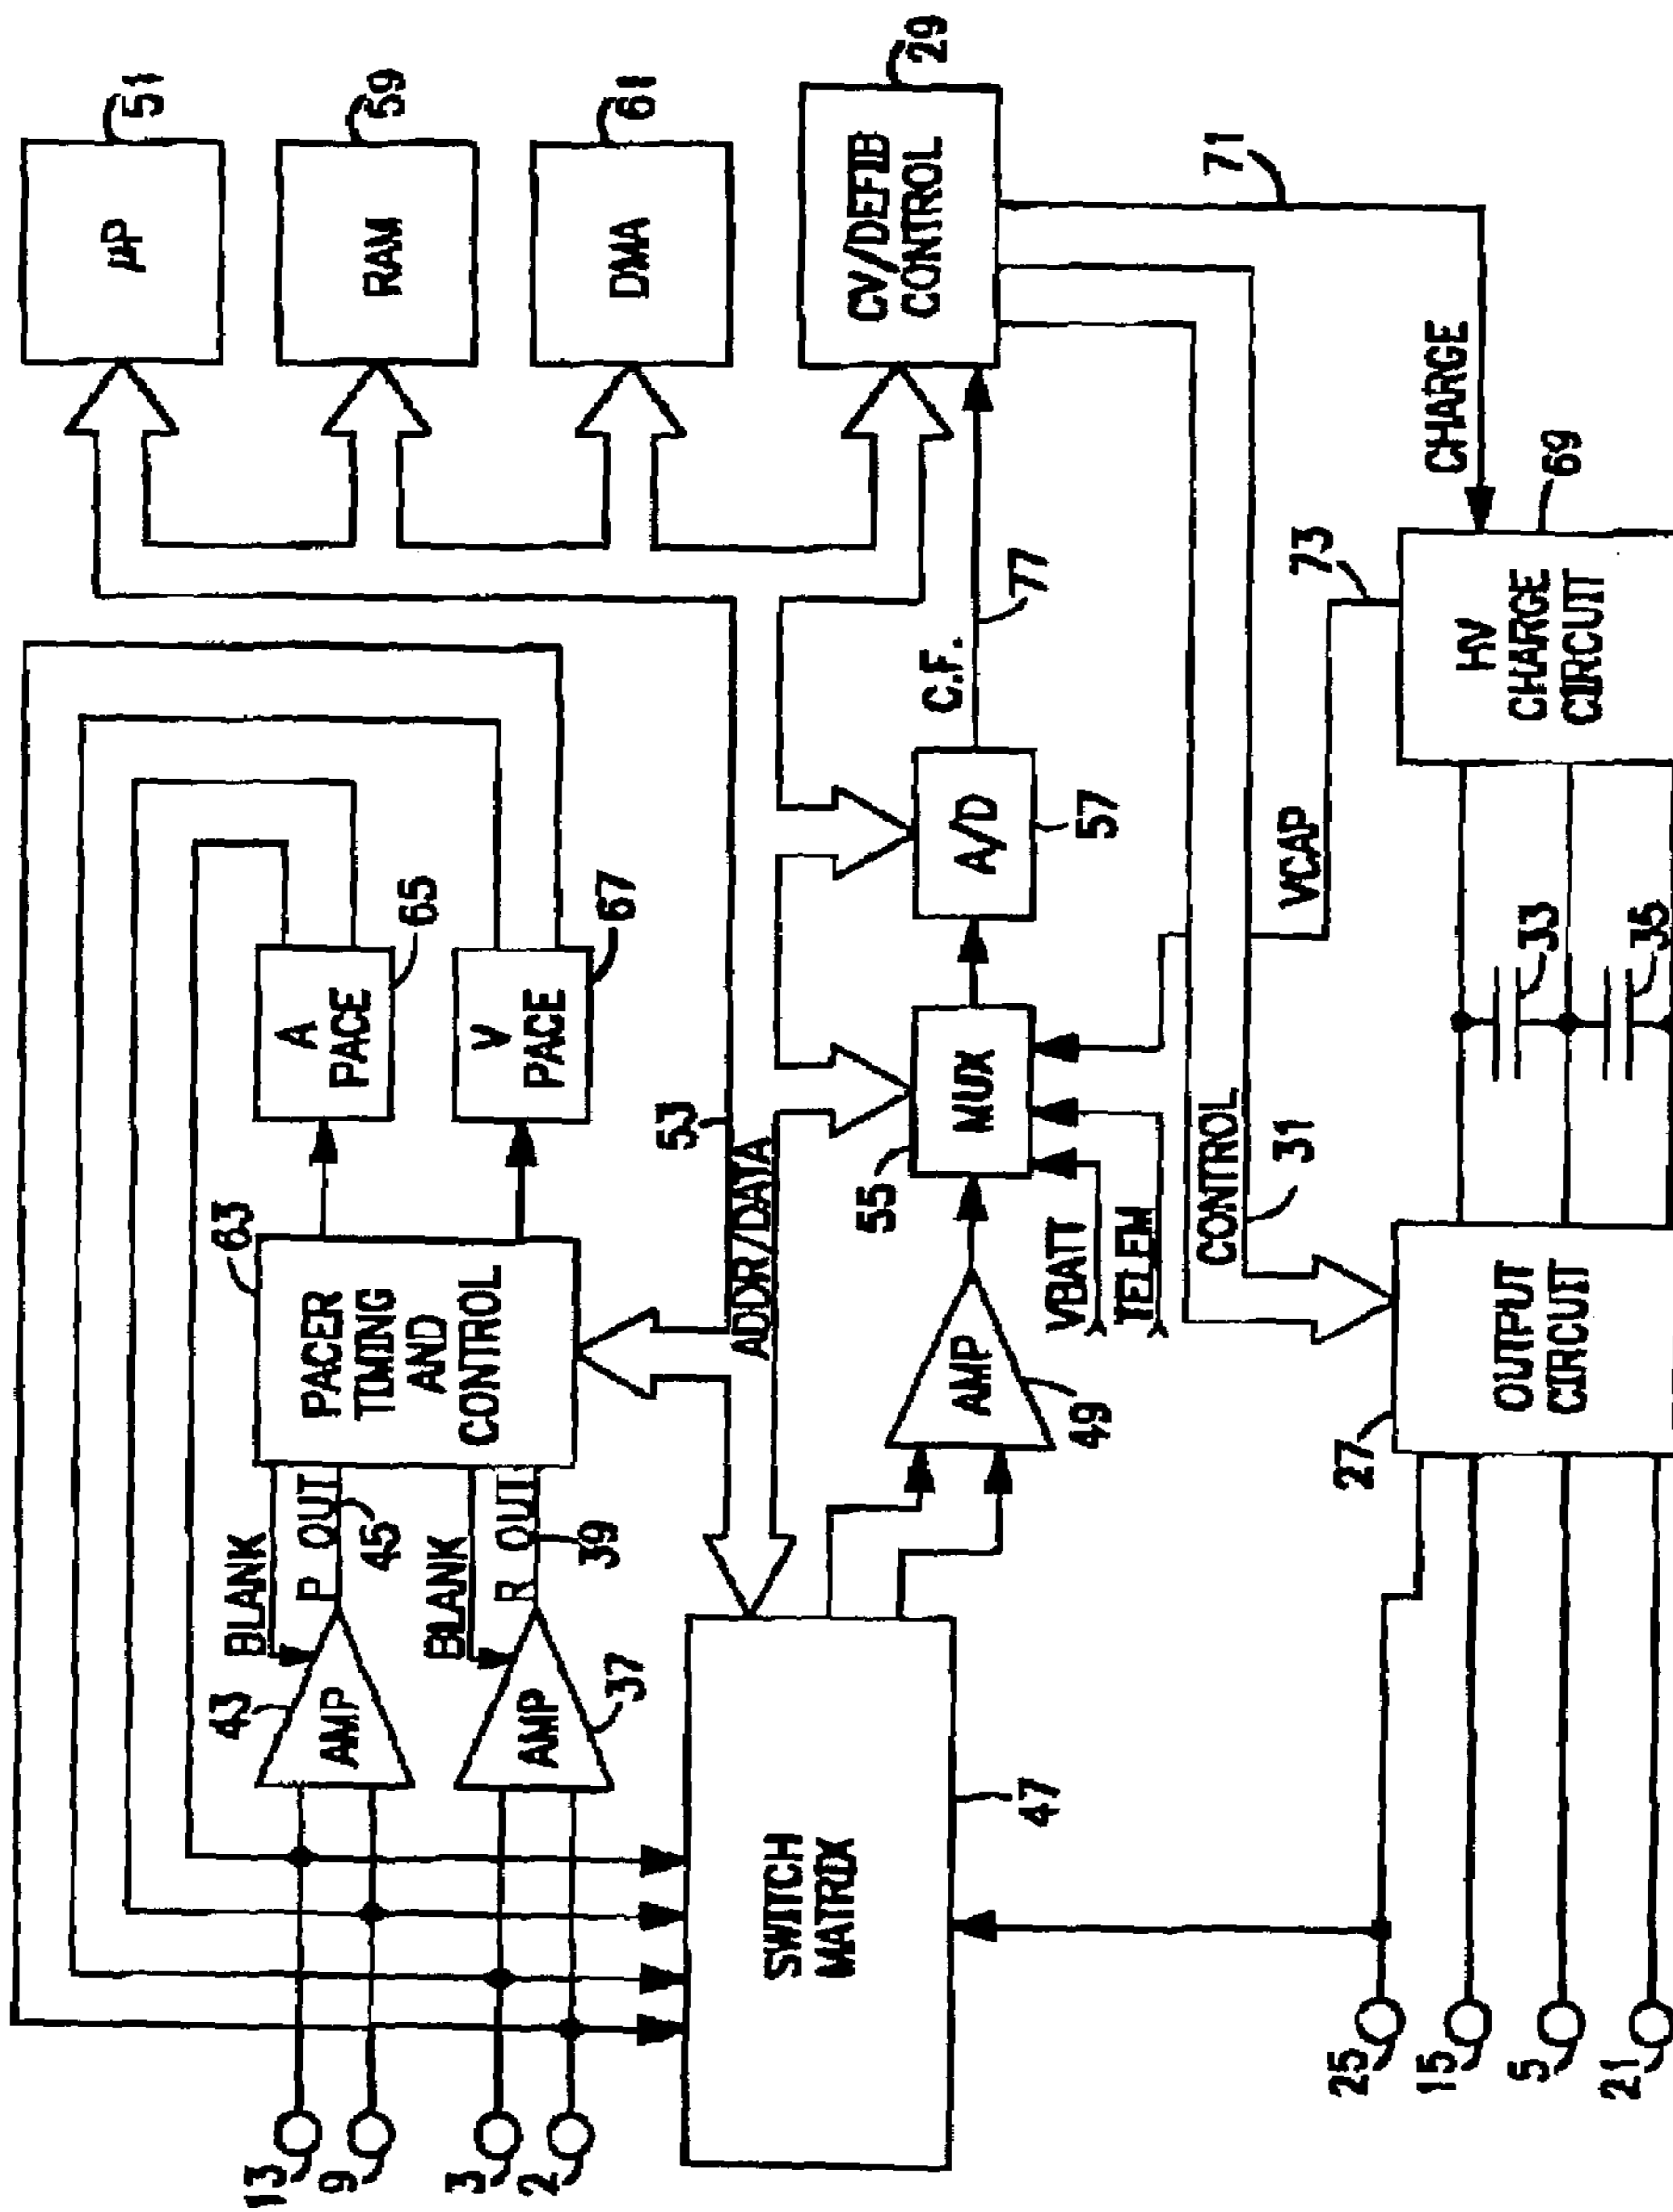 13
9
3
2
43
AMP
BLANK
P OUT
45
AMP
37
BLANK
R OUT
39
63
PACER
TIMING
AND
CONTROL
A
PACE
65
V
PACE
67
53
ADDR/DATA
µP
51
RAM
59
DMA
61
CV/DEFIB
CONTROL
29
SWITCH
MATRIX
47
AMP
49
55
MUX
A/D
57
C.F.
77
VBATT
TELEM
CONTROL
31
VCAP
73
71
CHARGE
25
15
5
21
27
OUTPUT
CIRCUIT
33
35
HV
CHARGE
CIRCUIT
69